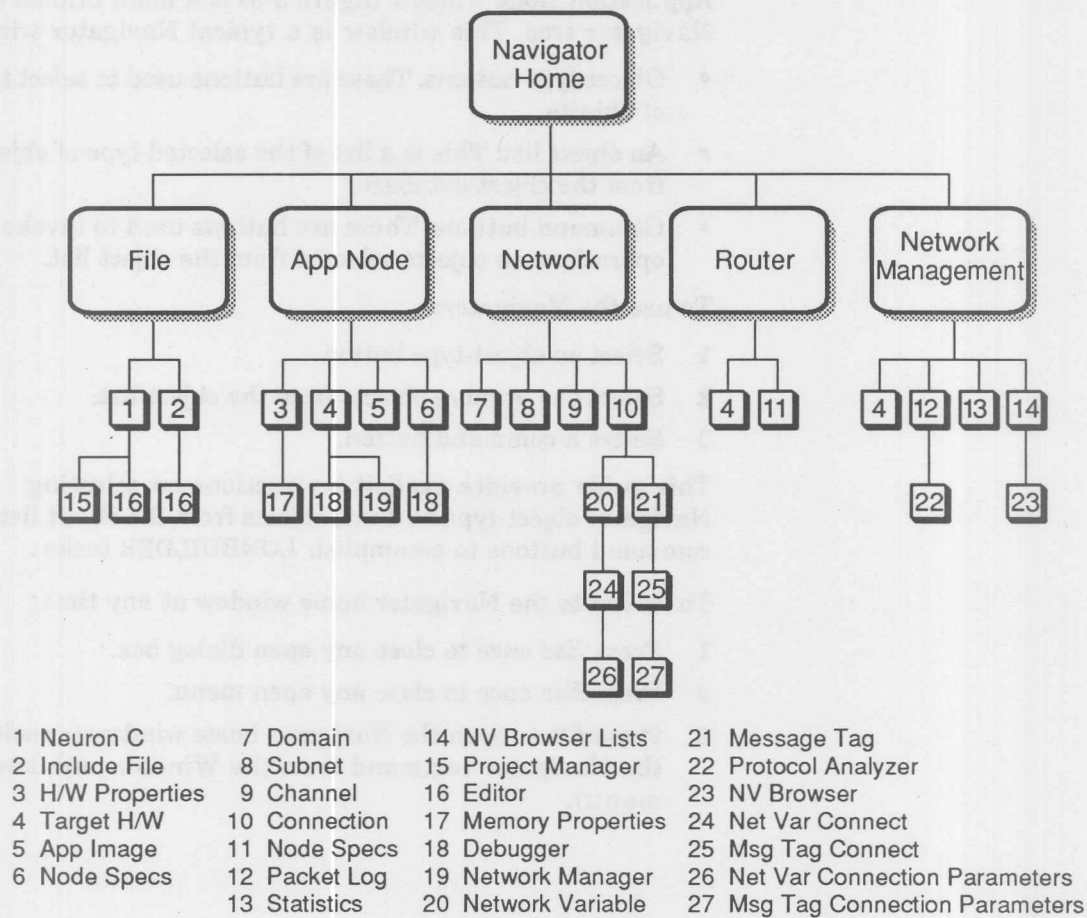 Navigator
Home
File App Node Network Router Network
Management
1 2 3 4 5 6 7 8 9 10 4 11 4 12 13 14
15 16 16 17 18 19 18 20 21 22 23
24 25
26 27
1 Neuron C 7 Domain 14 NV Browser Lists 21 Message Tag
2 Include File 8 Subnet 15 Project Manager 22 Protocol Analyzer
3 H/W Properties 9 Channel 16 Editor 23 NV Browser
4 Target H/W 10 Connection 17 Memory Properties 24 Net Var Connect
5 App Image 11 Node Specs 18 Debugger 25 Msg Tag Connect
6 Node Specs 12 Packet Log 19 Network Manager 26 Net Var Connection Parameters
13 Statistics 20 Network Variable 27 Msg Tag Connection Parameters